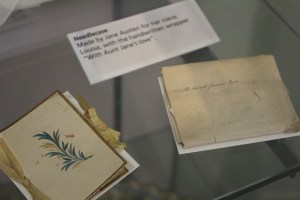 Needlecase
Made by Jane Austen for her niece,
Louisa, with the handwritten wrapper
"With Aunt Jane's love"